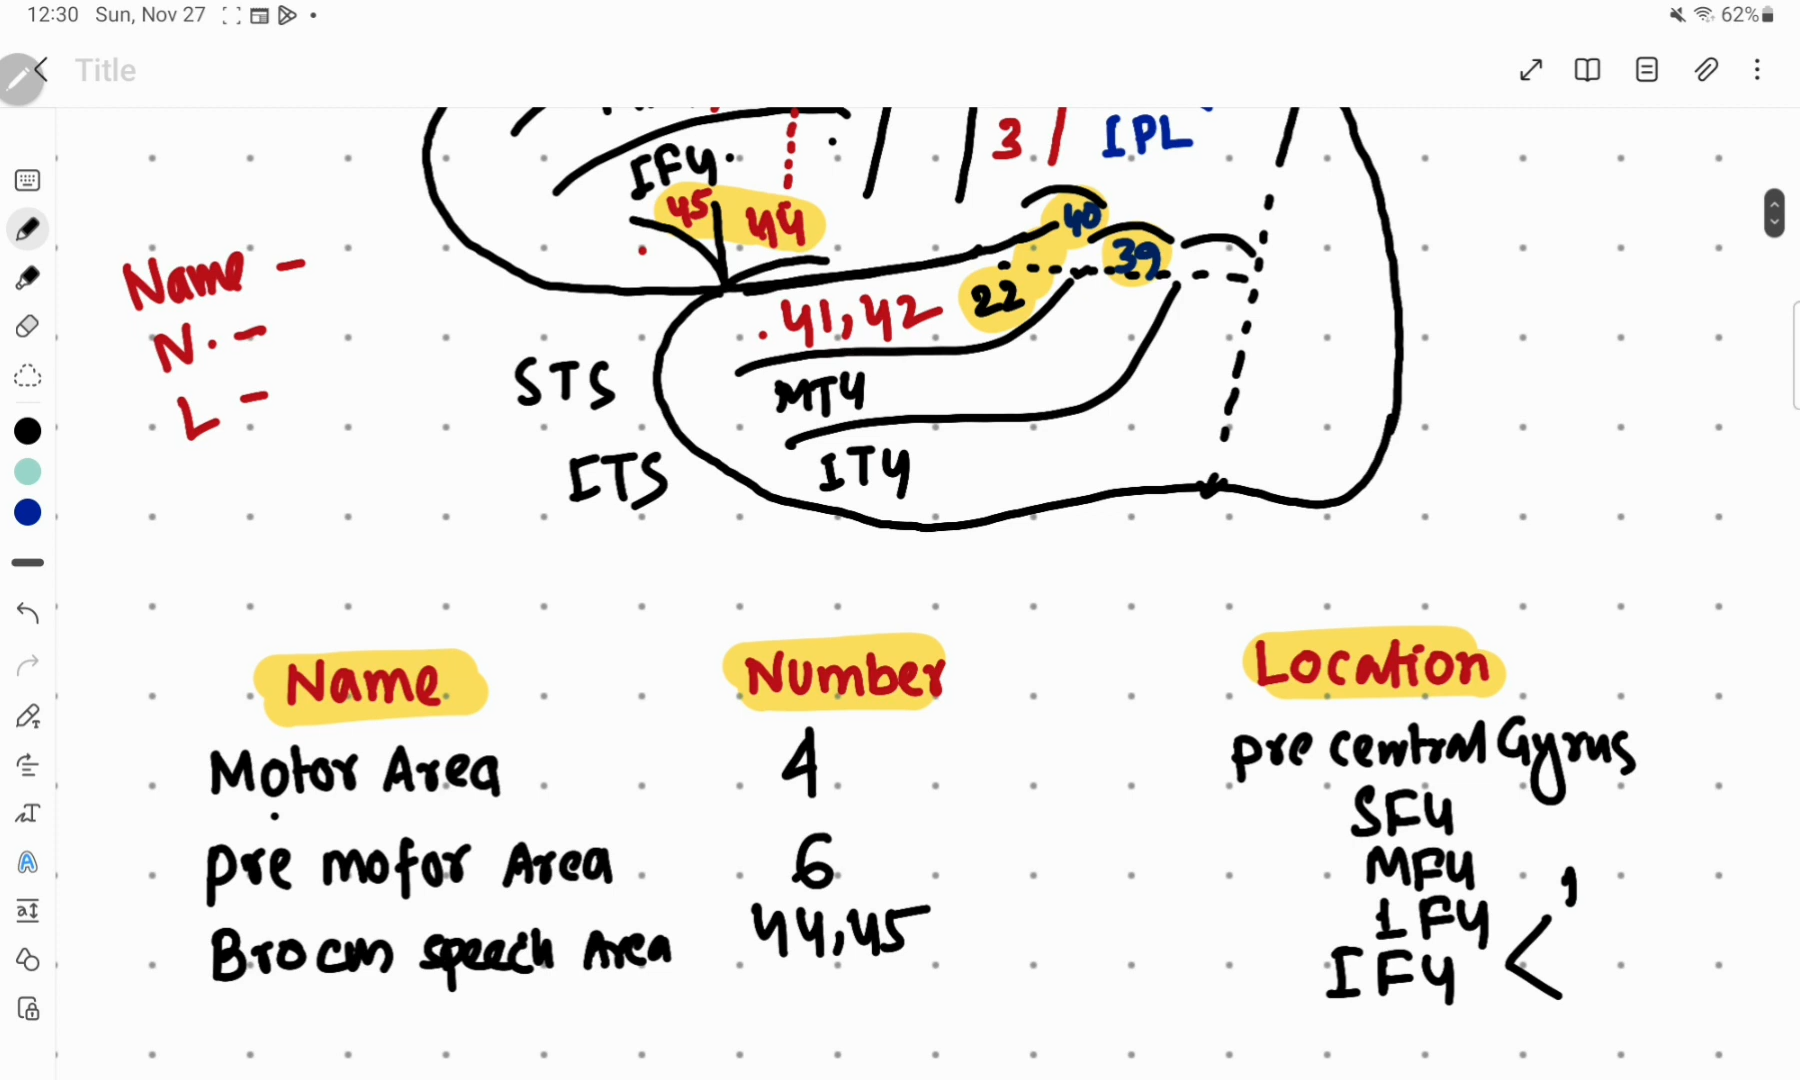 12:30 Sun, Nov 27
62%
Title
3 IPL
IFG
45 44
40
39
22
41,42
Name -
N. -
L -
STS
MTG
ITS
ITG
Name Number Location
Motor Area 4 pre central Gyrus
SFG
pre motor Area 6 MFG
IFG
Broca speech Area 44,45 IFG